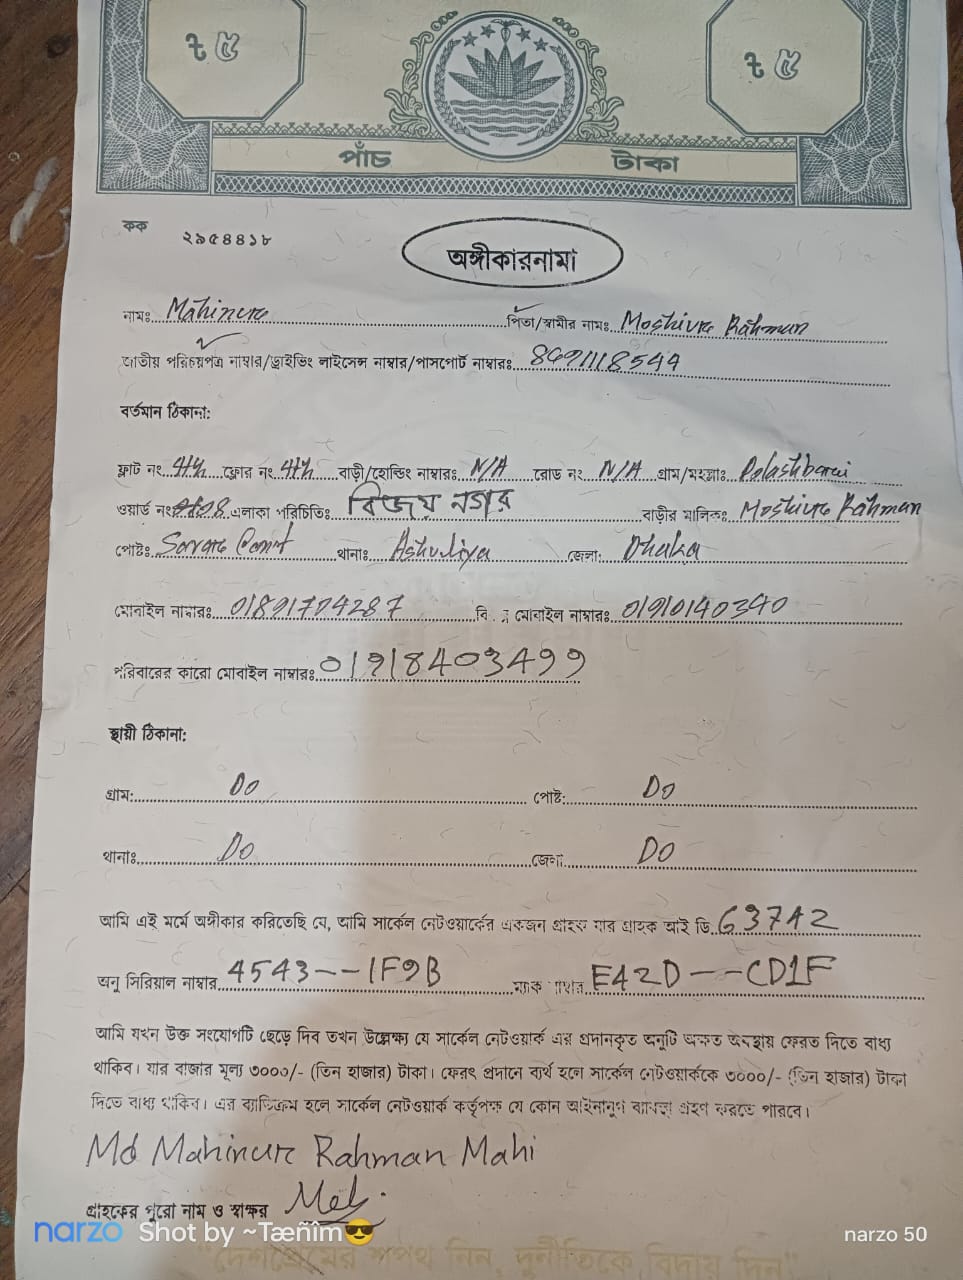 ৳ ৫ ৳ ৫
পাঁচ টাকা
কক ২৯৫৪৪১৮
অঙ্গীকারনামা
নামঃ Mahinur পিতা/স্বামীর নামঃ Moshiur Rahman
জাতীয় পরিচয়পত্র নাম্বার/ড্রাইভিং লাইসেন্স নাম্বার/পাসপোর্ট নাম্বারঃ 8691118544
বর্তমান ঠিকানা:
ফ্লাট নং 4th ফ্লোর নং 4th বাড়ী/হোল্ডিং নাম্বারঃ N/A রোড নং N/A গ্রাম/মহল্লাঃ Polashbari
ওয়ার্ড নংঃ এলাকা পরিচিতিঃ বিজয় নগর বাড়ীর মালিকঃ Moshiur Rahman
পোষ্টঃ থানাঃ Ashuliya জেলা: Dhaka
মোবাইল নাম্বারঃ 01891704287 মোবাইল নাম্বারঃ 01910140340
পরিবারের কারো মোবাইল নাম্বারঃ 01918403499
স্থায়ী ঠিকানা:
গ্রাম: Do পোষ্ট: Do
থানাঃ Do জেলা: Do
আমি এই মর্মে অঙ্গীকার করিতেছি যে, আমি সার্কেল নেটওয়ার্কের একজন গ্রাহক যার গ্রাহক আই ডি 63742
অনু সিরিয়াল নাম্বার 4543--1F9B ম্যাক নাম্বার E42D--CD1F
আমি যখন উক্ত সংযোগটি ছেড়ে দিব তখন উল্লেক্ষ্য যে সার্কেল নেটওয়ার্ক এর প্রদানকৃত অনুটি অক্ষত অবস্থায় ফেরত দিতে বাধ্য
থাকিব। যার বাজার মূল্য ৩০০০/- (তিন হাজার) টাকা। ফেরৎ প্রদানে ব্যর্থ হলে সার্কেল নেটওয়ার্ককে ৩০০০/- (তিন হাজার) টাকা
দিতে বাধ্য থাকিব। এর ব্যাতিক্রম হলে সার্কেল নেটওয়ার্ক কর্তৃপক্ষ যে কোন আইনানুগ ব্যাবস্থা গ্রহণ করতে পারবে।
Md Mahinur Rahman Mahi
গ্রাহকের পুরো নাম ও স্বাক্ষর
narzo Shot by ~Tæñîm😎 narzo 50
"দেশপ্রেমের শপথ নিন, দুর্নীতিকে বিদায় দিন"